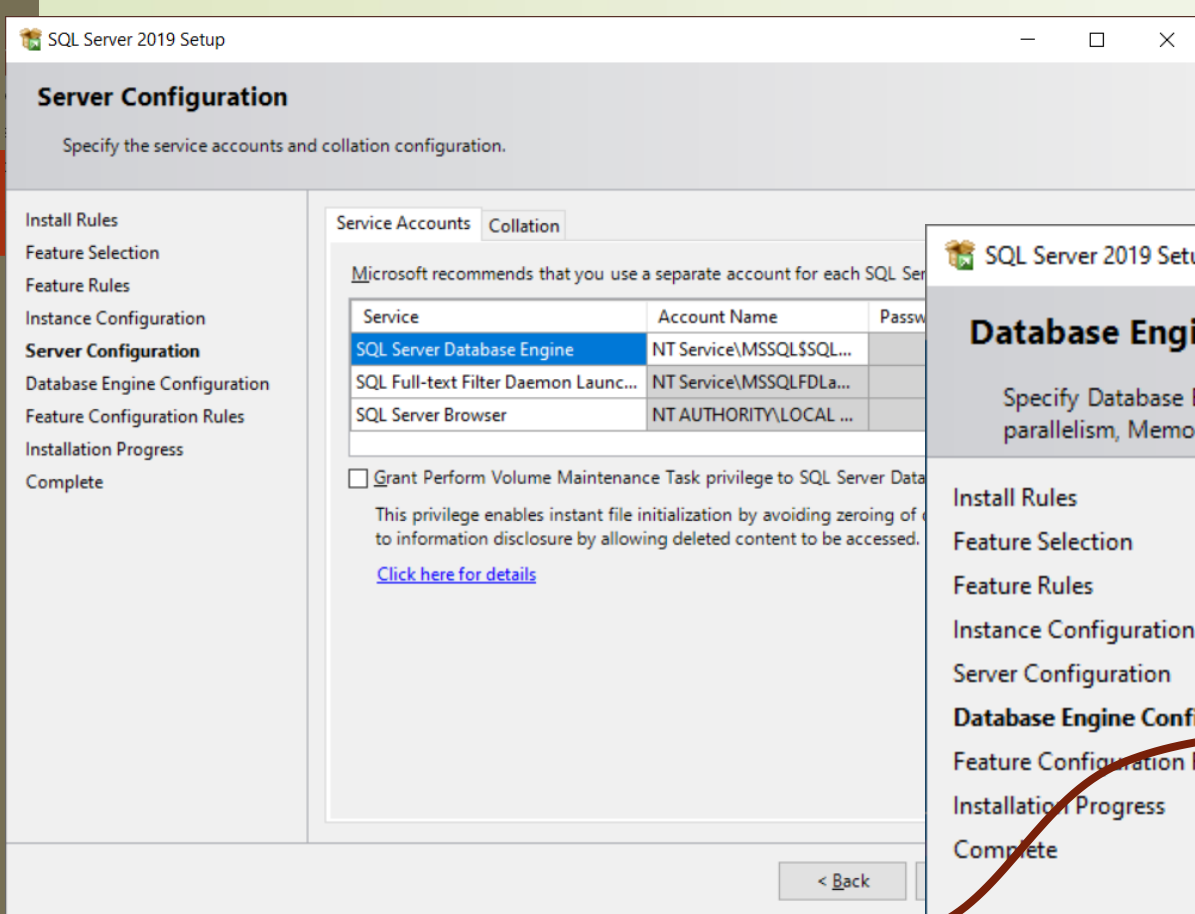 SQL Server 2019 Setup
Server Configuration
Specify the service accounts and collation configuration.
Install Rules
Feature Selection
Feature Rules
Instance Configuration
Server Configuration
Database Engine Configuration
Feature Configuration Rules
Installation Progress
Complete
Service Accounts Collation
Microsoft recommends that you use a separate account for each SQL Ser
Service Account Name Passw
SQL Server Database Engine NT Service\MSSQL$SQL...
SQL Full-text Filter Daemon Launc... NT Service\MSSQLFDLa...
SQL Server Browser NT AUTHORITY\LOCAL ...
Grant Perform Volume Maintenance Task privilege to SQL Server Data
This privilege enables instant file initialization by avoiding zeroing of
to information disclosure by allowing deleted content to be accessed.
Click here for details
< Back
SQL Server 2019 Setu
Database Engi
Specify Database
parallelism, Memo
Install Rules
Feature Selection
Feature Rules
Instance Configuration
Server Configuration
Database Engine Confi
Feature Configuration
Installation Progress
Complete